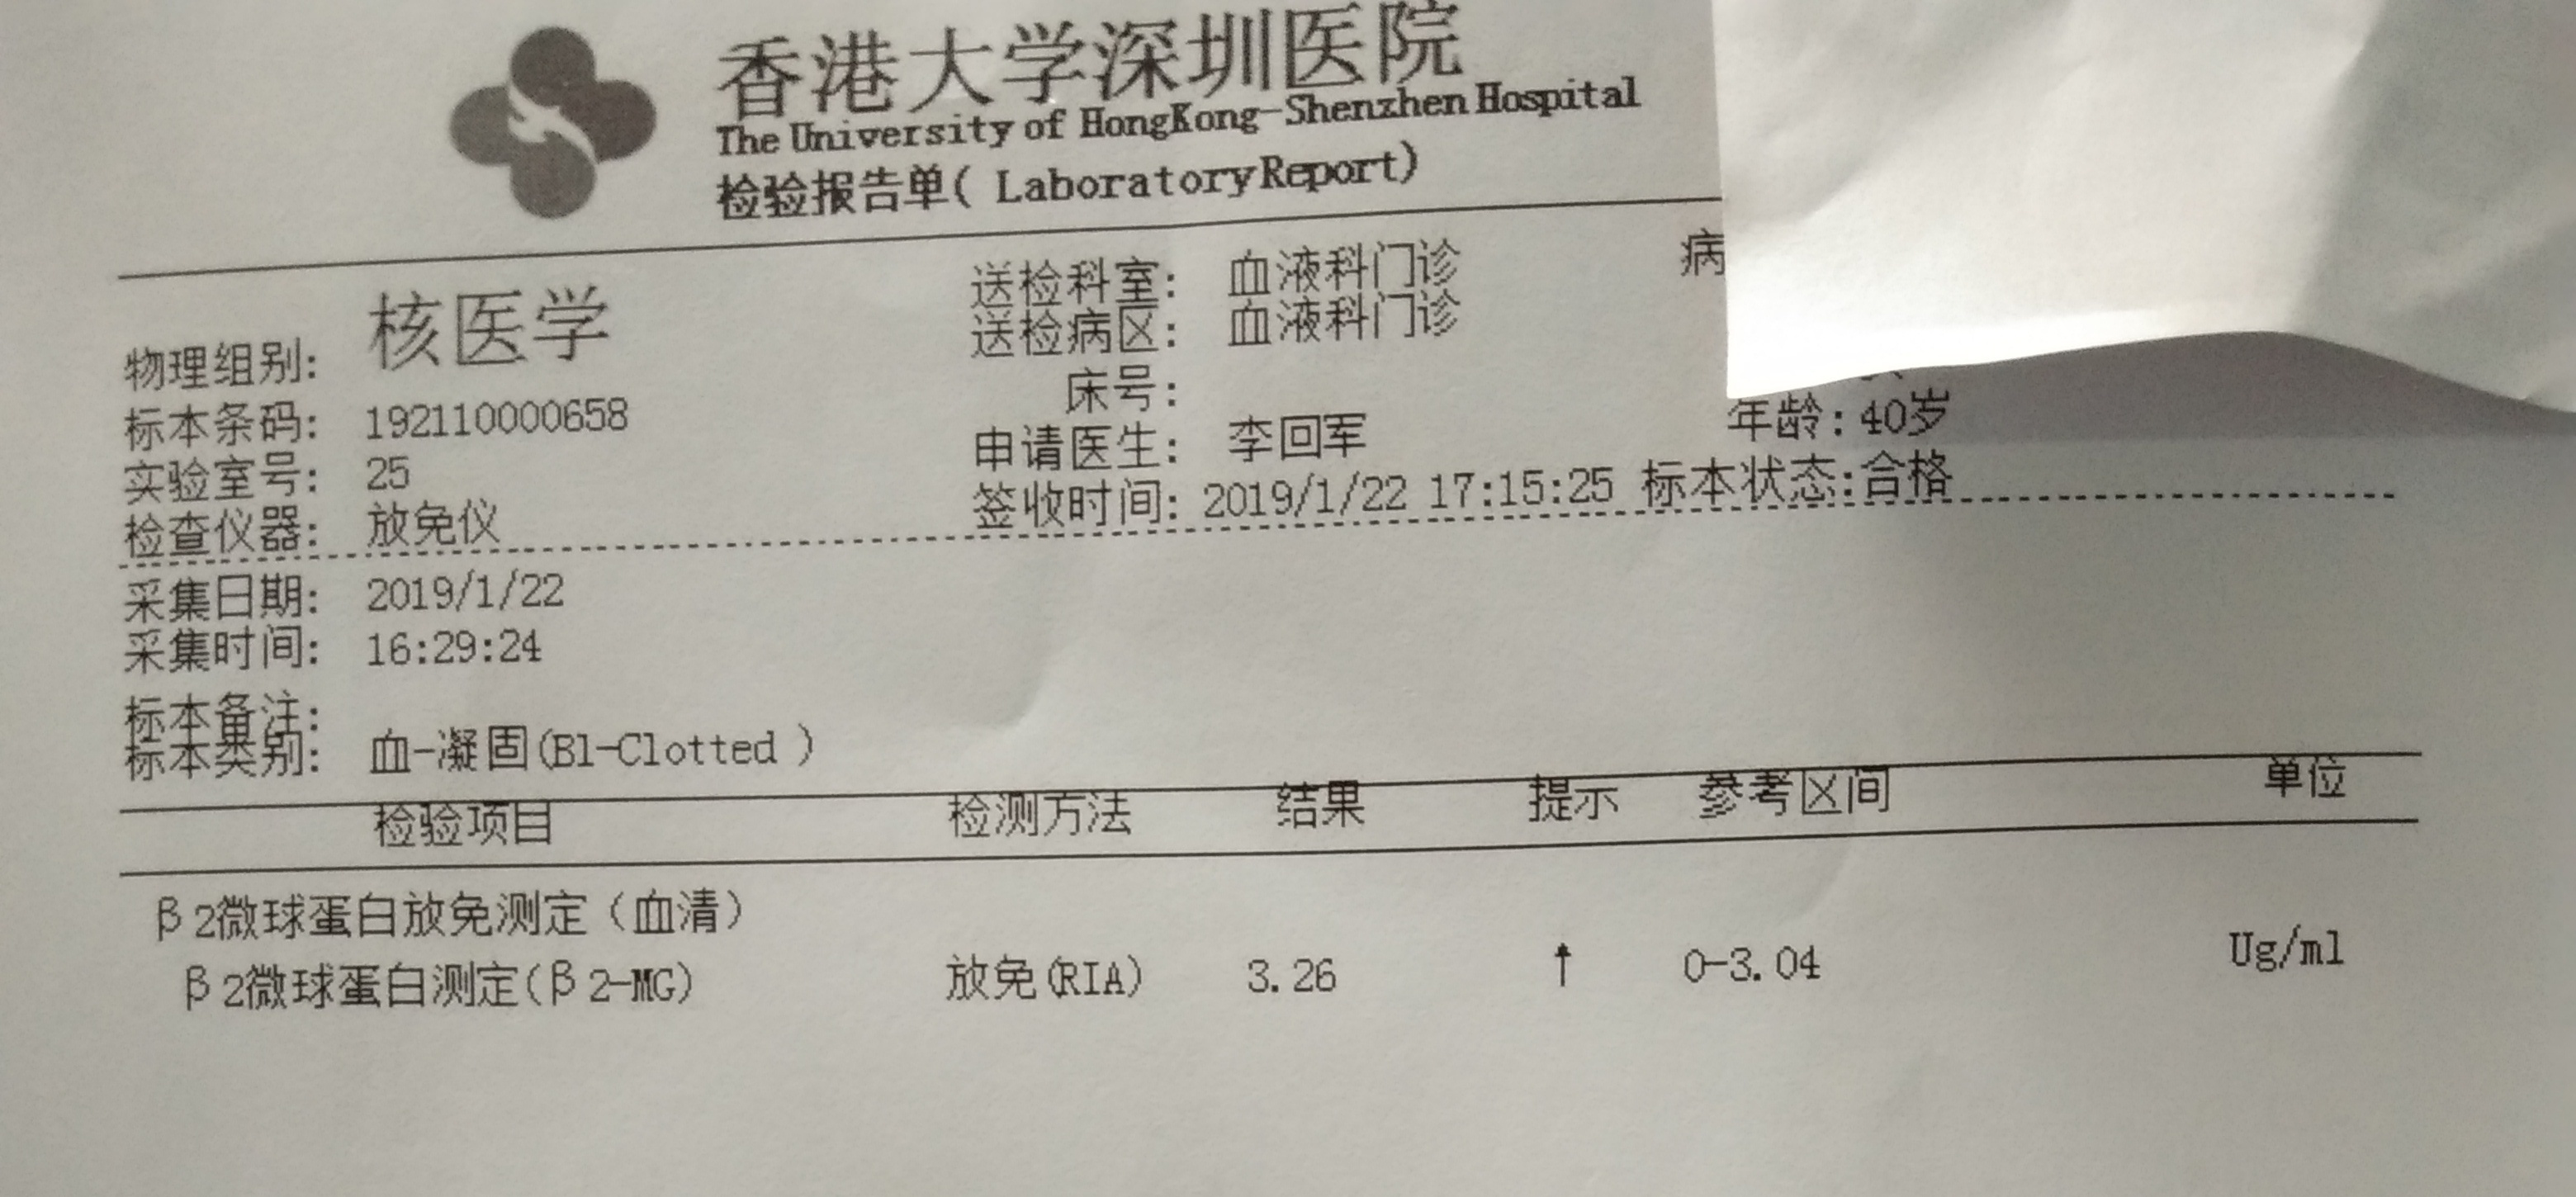 香港大学深圳医院
The University of HongKong-Shenzhen Hospital
检验报告单( LaboratoryReport)
物理组别: 核医学 送检科室: 血液科门诊 病
送检病区: 血液科门诊
床号:
标本条码: 192110000658 申请医生: 李回军 年龄: 40岁
实验室号: 25 签收时间: 2019/1/22 17:15:25 标本状态:合格
检查仪器: 放免仪
采集日期: 2019/1/22
采集时间: 16:29:24
标本备注:
标本类别: 血-凝固(Bl-Clotted )
检验项目 检测方法 结果 提示 参考区间 单位
β2微球蛋白放免测定（血清）
β2微球蛋白测定(β2-MG) 放免(RIA) 3.26 ↑ 0-3.04 Ug/ml